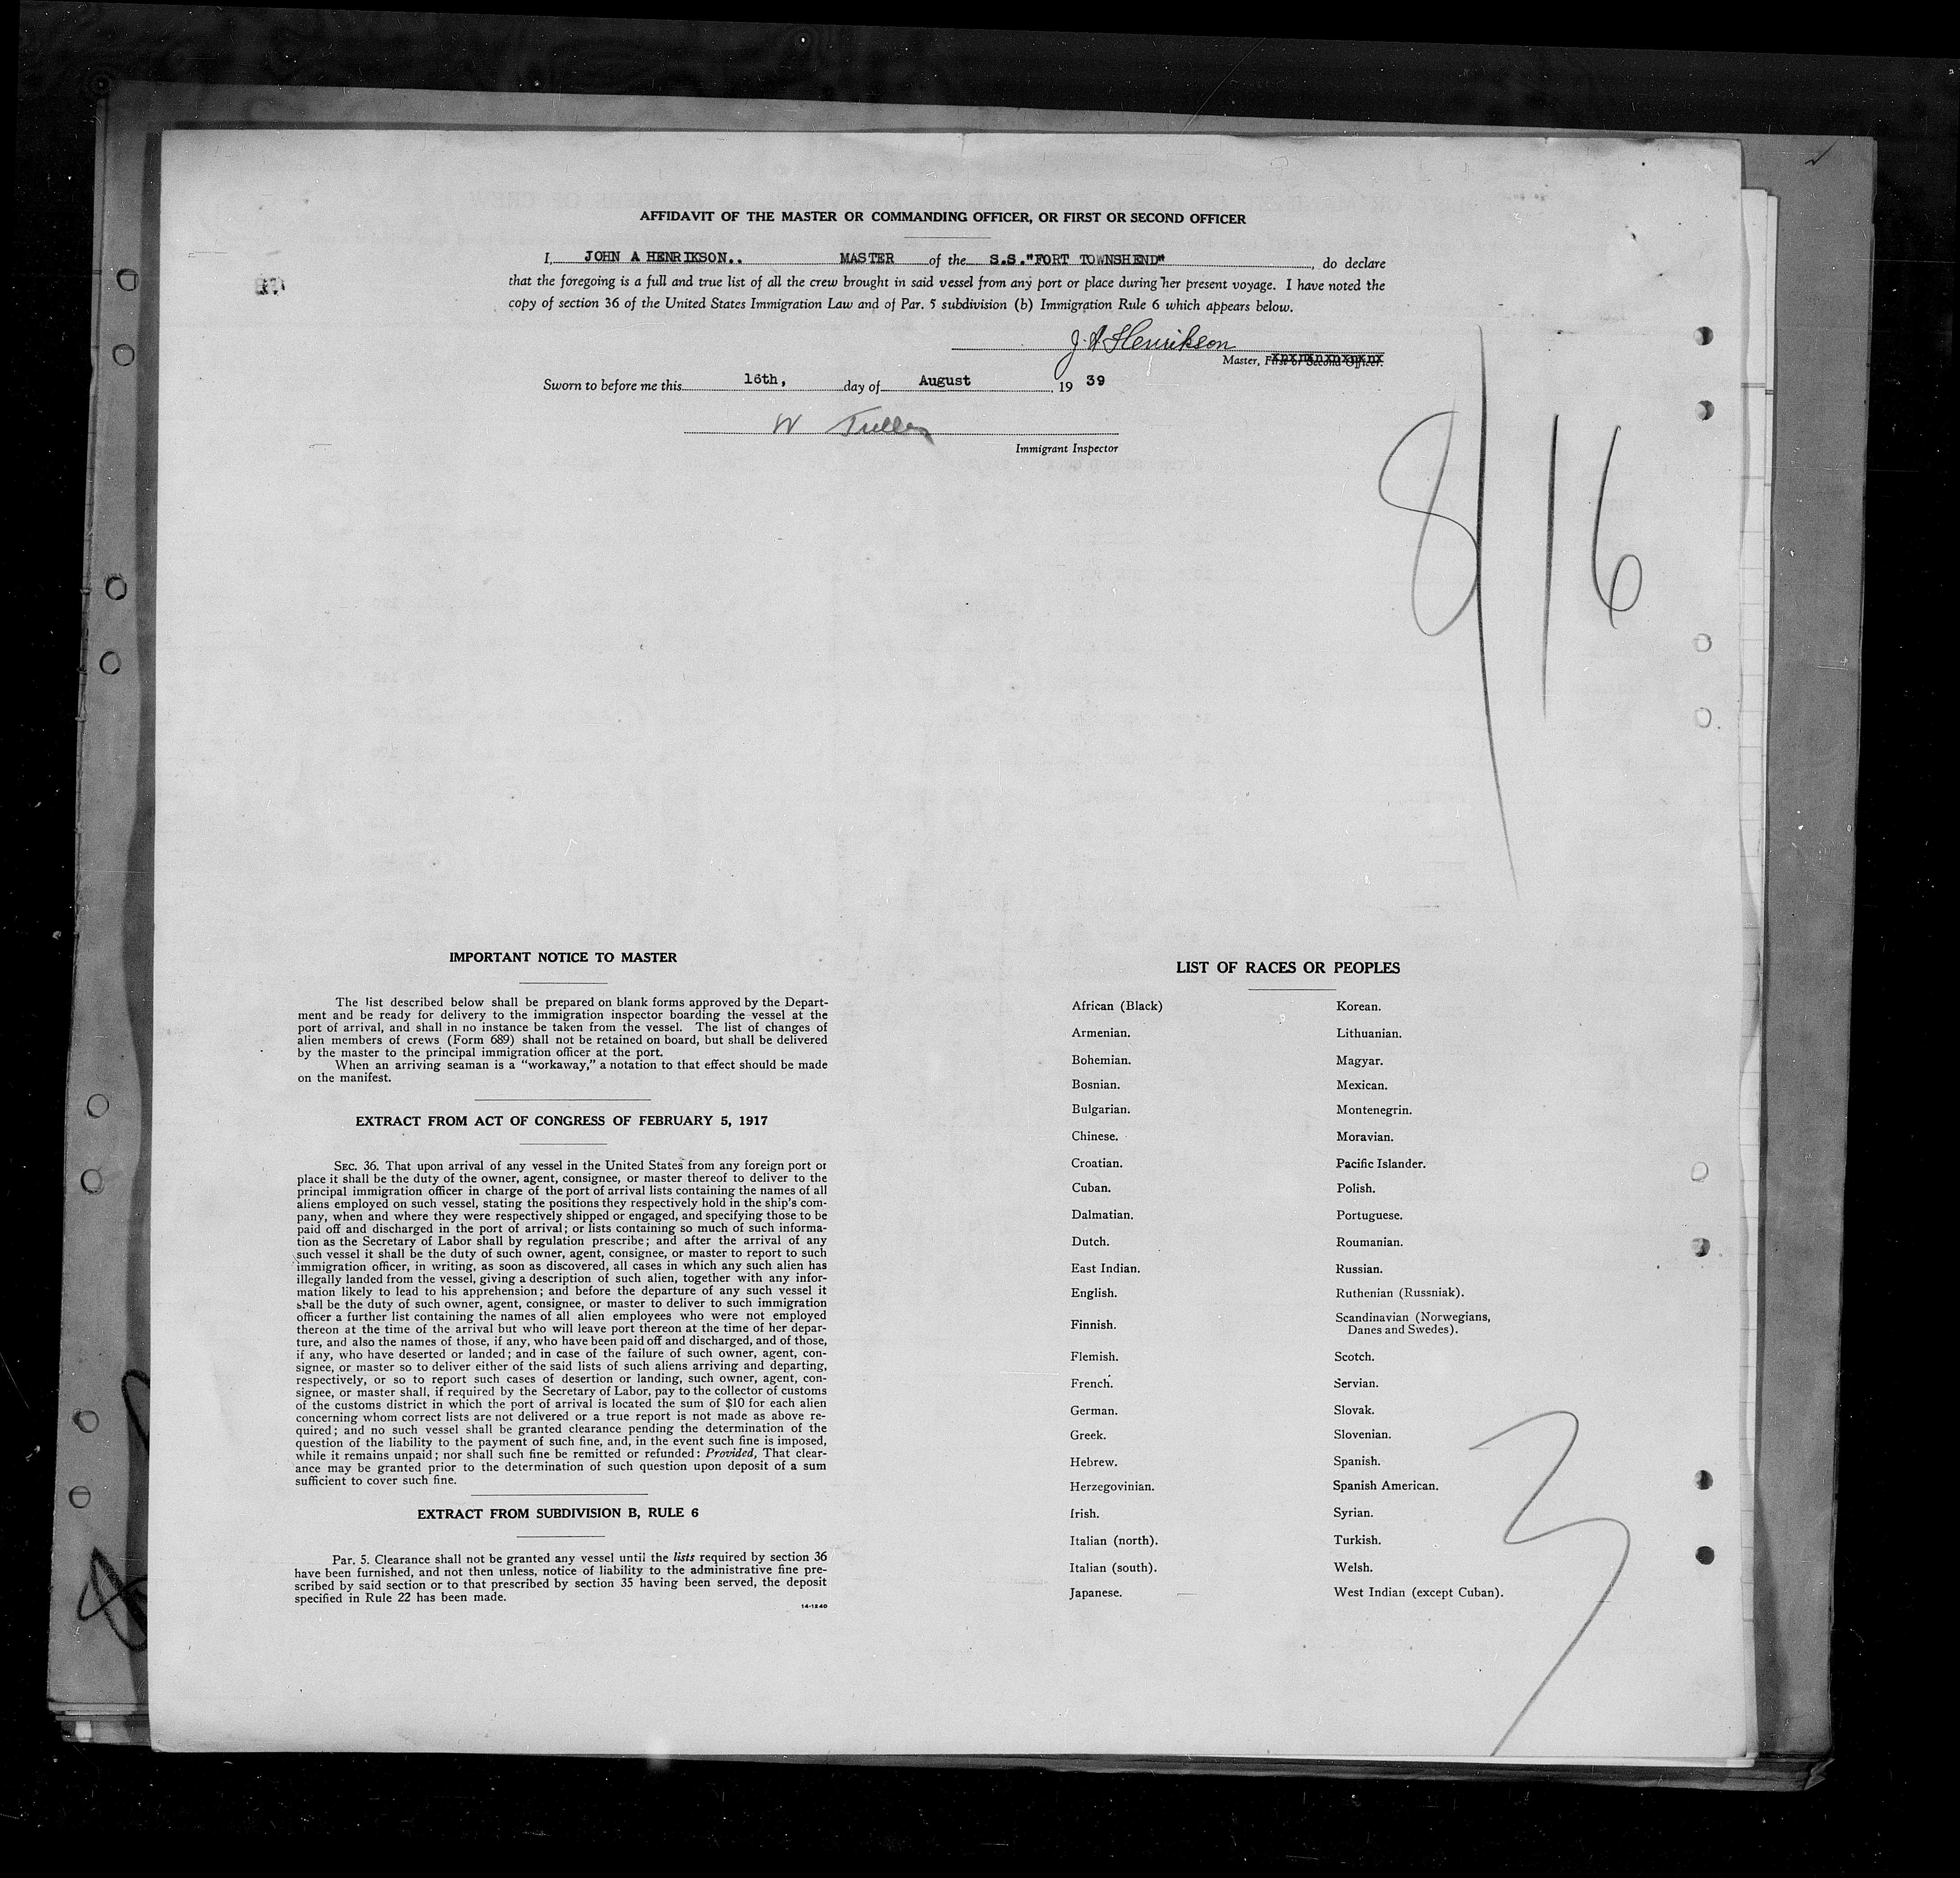 AFFIDAVIT OF THE MASTER OR COMMANDING OFFICER, OR FIRST OR SECOND OFFICER
I, JOHN A HENRIKSON.. MASTER of the S.S."FORT TOWNSHEND" , do declare
that the foregoing is a full and true list of all the crew brought in said vessel from any port or place during her present voyage. I have noted the
copy of section 36 of the United States Immigration Law and of Par. 5 subdivision (b) Immigration Rule 6 which appears below.
J. A Henrikson
Master, First or Second Officer.
Sworn to before me this 16th, day of August , 19 39
W
Immigrant Inspector
8/16
IMPORTANT NOTICE TO MASTER
The list described below shall be prepared on blank forms approved by the Depart-
ment and be ready for delivery to the immigration inspector boarding the vessel at the
port of arrival, and shall in no instance be taken from the vessel. The list of changes of
alien members of crews (Form 689) shall not be retained on board, but shall be delivered
by the master to the principal immigration officer at the port.
When an arriving seaman is a "workaway," a notation to that effect should be made
on the manifest.
EXTRACT FROM ACT OF CONGRESS OF FEBRUARY 5, 1917
SEC. 36. That upon arrival of any vessel in the United States from any foreign port or
place it shall be the duty of the owner, agent, consignee, or master thereof to deliver to the
principal immigration officer in charge of the port of arrival lists containing the names of all
aliens employed on such vessel, stating the positions they respectively hold in the ship's com-
pany, when and where they were respectively shipped or engaged, and specifying those to be
paid off and discharged in the port of arrival; or lists containing so much of such informa-
tion as the Secretary of Labor shall by regulation prescribe; and after the arrival of any
such vessel it shall be the duty of such owner, agent, consignee, or master to report to such
immigration officer, in writing, as soon as discovered, all cases in which any such alien has
illegally landed from the vessel, giving a description of such alien, together with any infor-
mation likely to lead to his apprehension; and before the departure of any such vessel it
shall be the duty of such owner, agent, consignee, or master to deliver to such immigration
officer a further list containing the names of all alien employees who were not employed
thereon at the time of the arrival but who will leave port thereon at the time of her depar-
ture, and also the names of those, if any, who have been paid off and discharged, and of those,
if any, who have deserted or landed; and in case of the failure of such owner, agent, con-
signee, or master so to deliver either of the said lists of such aliens arriving and departing,
respectively, or so to report such cases of desertion or landing, such owner, agent, con-
signee, or master shall, if required by the Secretary of Labor, pay to the collector of customs
of the customs district in which the port of arrival is located the sum of $10 for each alien
concerning whom correct lists are not delivered or a true report is not made as above re-
quired; and no such vessel shall be granted clearance pending the determination of the
question of the liability to the payment of such fine, and, in the event such fine is imposed,
while it remains unpaid; nor shall such fine be remitted or refunded: Provided, That clear-
ance may be granted prior to the determination of such question upon deposit of a sum
sufficient to cover such fine.
EXTRACT FROM SUBDIVISION B, RULE 6
Par. 5. Clearance shall not be granted any vessel until the lists required by section 36
have been furnished, and not then unless, notice of liability to the administrative fine pre-
scribed by said section or to that prescribed by section 35 having been served, the deposit
specified in Rule 22 has been made.
14-1240
LIST OF RACES OR PEOPLES
African (Black)
Armenian.
Bohemian.
Bosnian.
Bulgarian.
Chinese.
Croatian.
Cuban.
Dalmatian.
Dutch.
East Indian.
English.
Finnish.
Flemish.
French.
German.
Greek.
Hebrew.
Herzegovinian.
Irish.
Italian (north).
Italian (south).
Japanese.
Korean.
Lithuanian.
Magyar.
Mexican.
Montenegrin.
Moravian.
Pacific Islander.
Polish.
Portuguese.
Roumanian.
Russian.
Ruthenian (Russniak).
Scandinavian (Norwegians,
Danes and Swedes).
Scotch.
Servian.
Slovak.
Slovenian.
Spanish.
Spanish American.
Syrian.
Turkish.
Welsh.
West Indian (except Cuban).
3